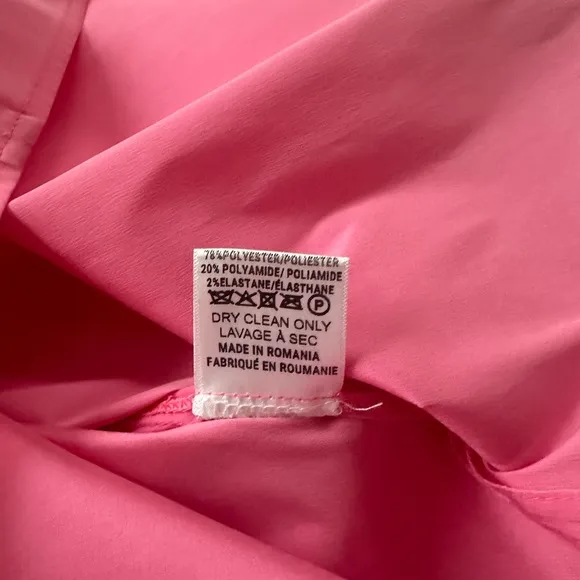 78%POLYESTER/POLIESTER
20% POLYAMIDE/ POLIAMIDE
2%ELASTANE/ÉLASTHANE
P
DRY CLEAN ONLY
LAVAGE À SEC
MADE IN ROMANIA
FABRIQUÉ EN ROUMANIE